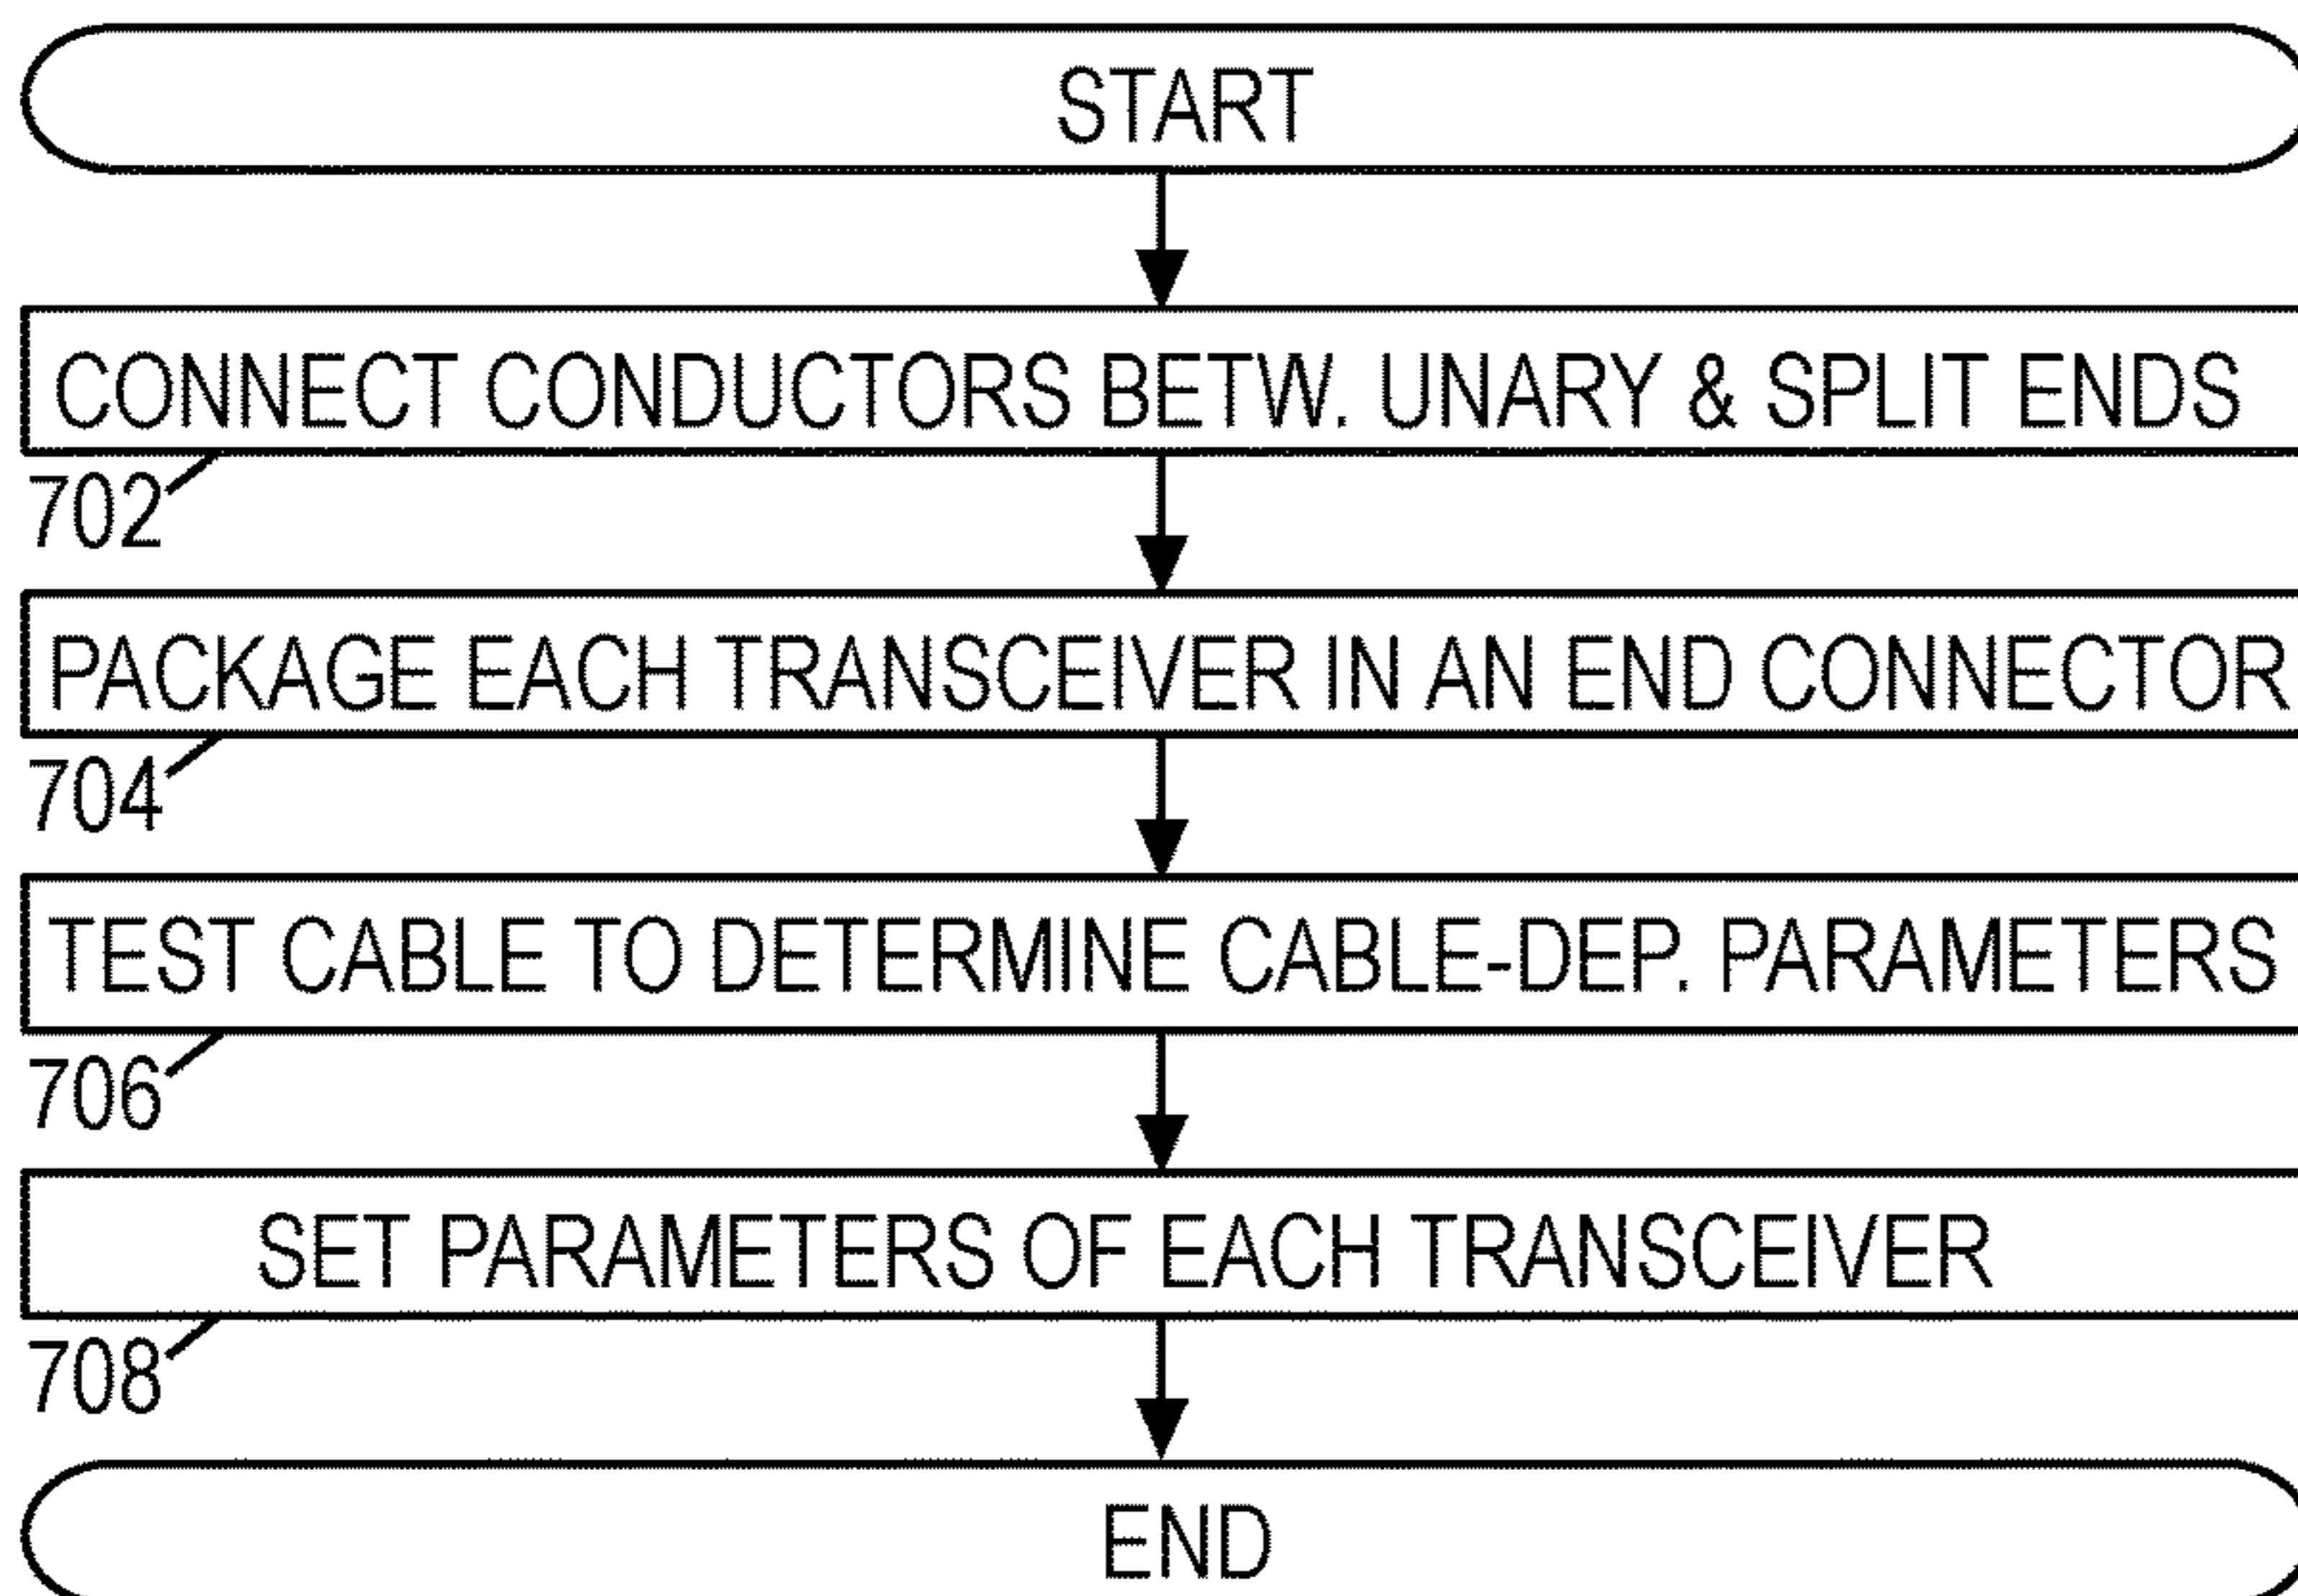 START
CONNECT CONDUCTORS BETW. UNARY & SPLIT ENDS
702
PACKAGE EACH TRANSCEIVER IN AN END CONNECTOR
704
TEST CABLE TO DETERMINE CABLE-DEP. PARAMETERS
706
SET PARAMETERS OF EACH TRANSCEIVER
708
END